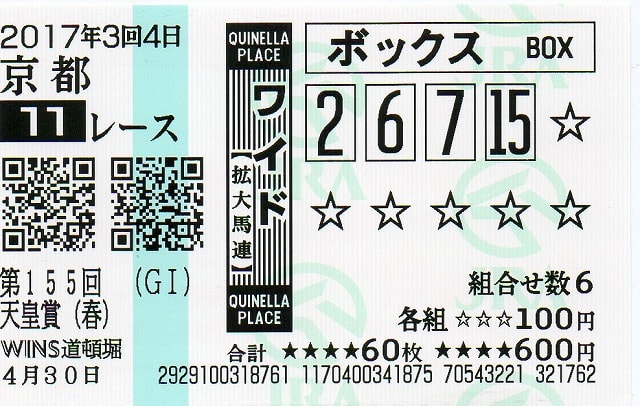 2017年3回4日
京都
11レース
第155回 (GI)
天皇賞（春）
WINS道頓堀
4月30日
QUINELLA
PLACE
ワイド
【拡大馬連】
QUINELLA
PLACE
ボックス BOX
2 6 7 15 ☆
☆ ☆ ☆ ☆ ☆
組合せ数6
各組 ☆☆☆100円
合計 ★★★★60枚 ★★★★600円
2929100318761 1170400341875 70543221 321762
JRA
JRA